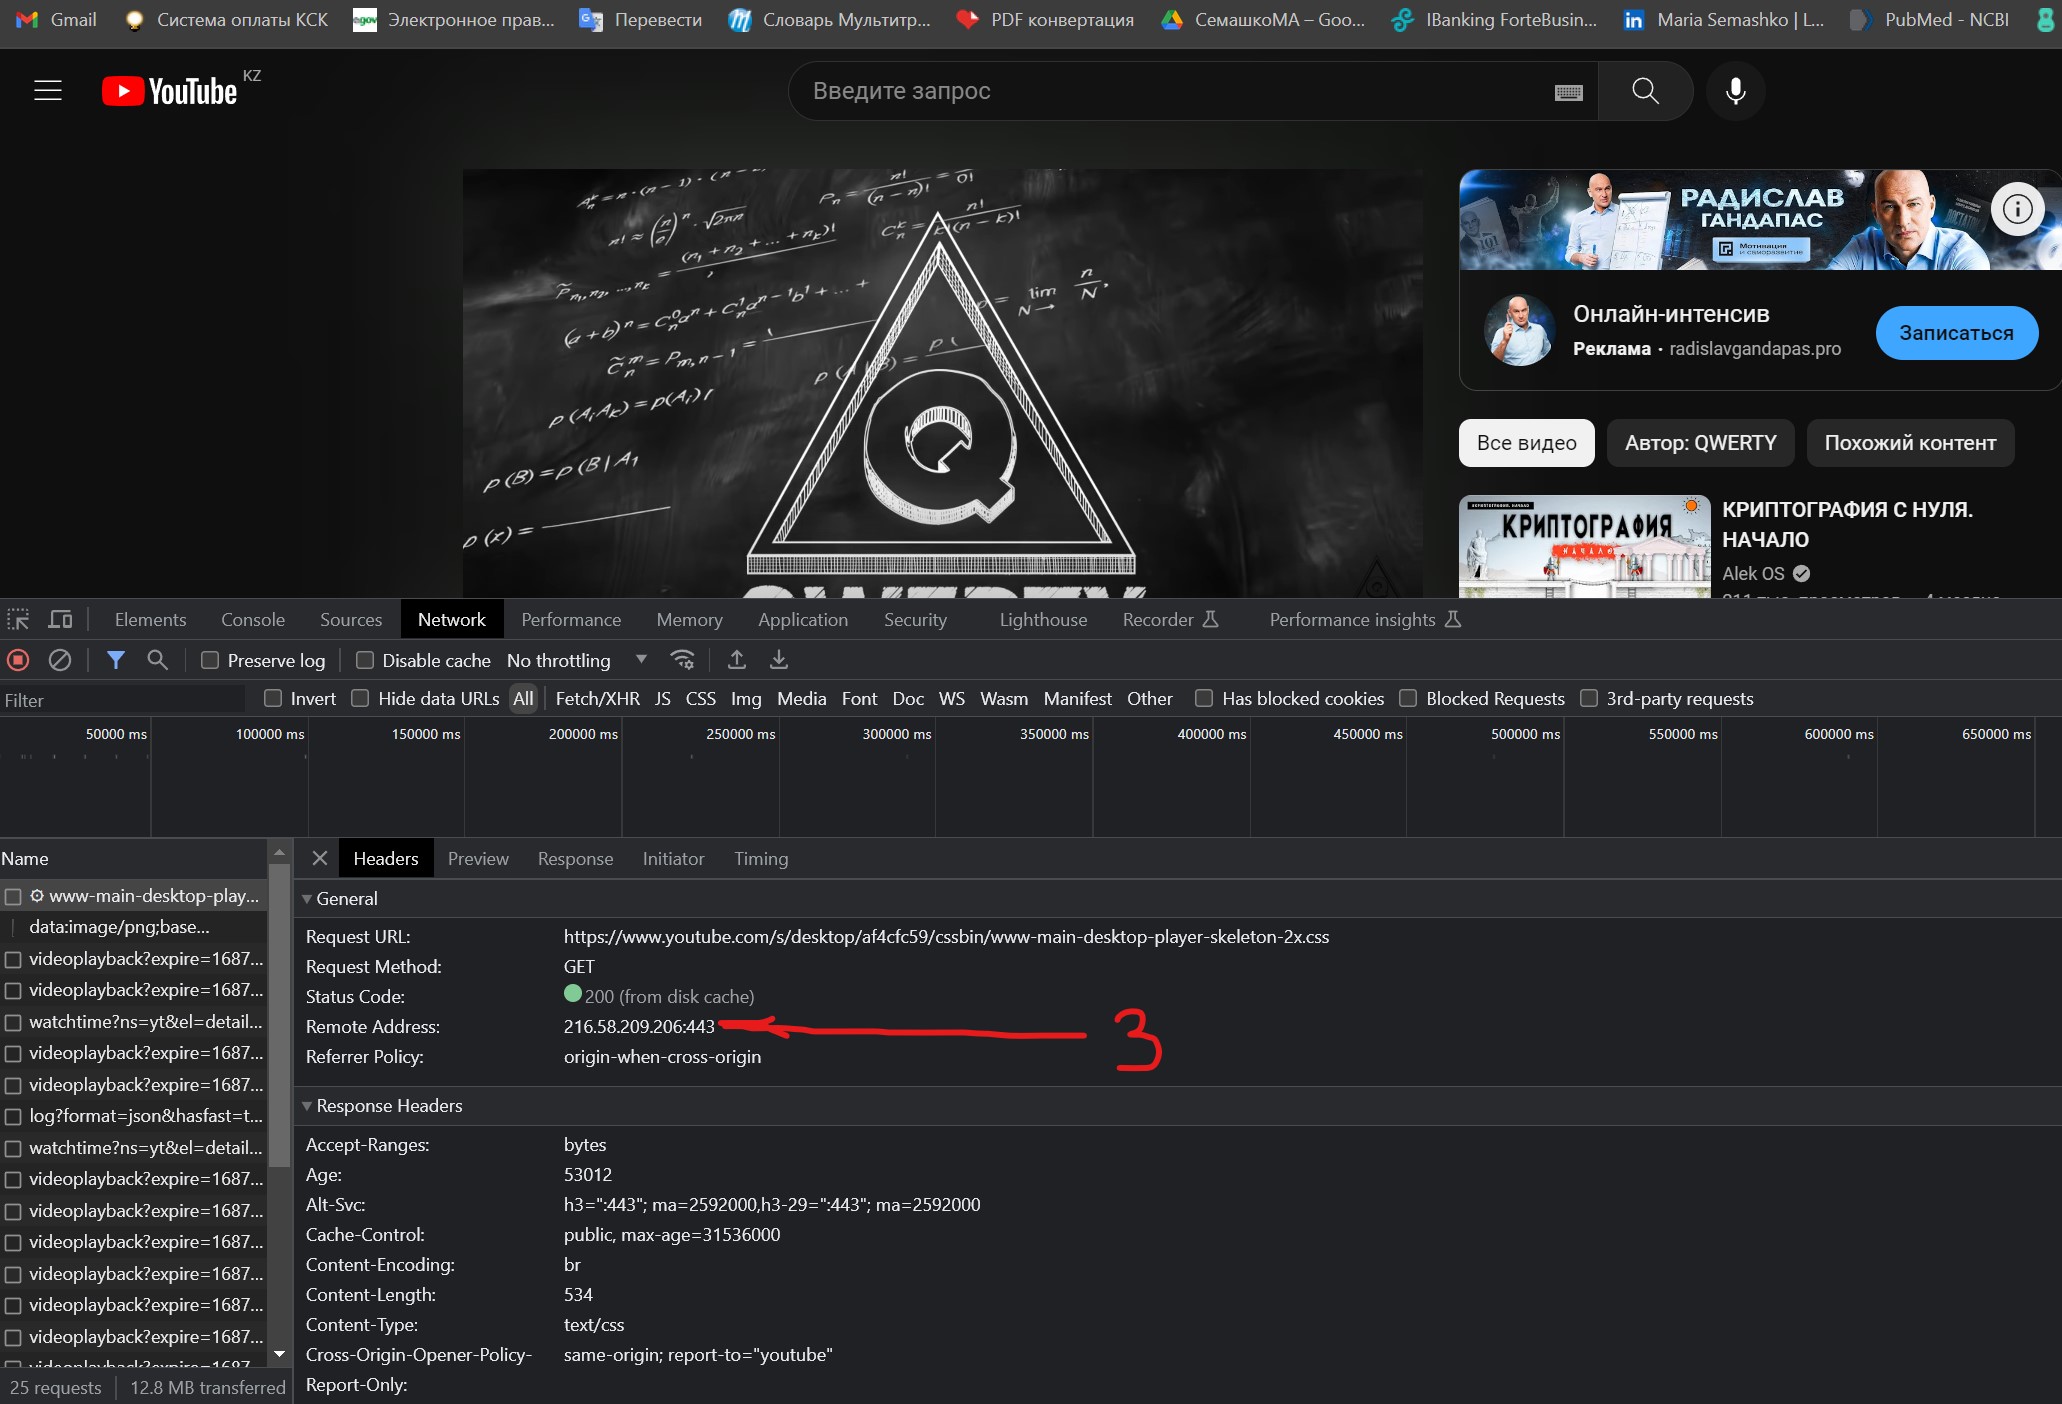 Gmail Система оплаты КСК Электронное прав... Перевести Словарь Мультитр... PDF конвертация СемашкоМА – Goo... IBanking ForteBusin... Maria Semashko | L... PubMed - NCBI
YouTube KZ
Введите запрос
РАДИСЛАВ
ГАНДАПАС
Мотивация
и саморазвитие
Онлайн-интенсив
Реклама · radislavgandapas.pro
Записаться
Все видео Автор: QWERTY Похожий контент
КРИПТОГРАФИЯ
НАЧАЛО
КРИПТОГРАФИЯ С НУЛЯ.
НАЧАЛО
Alek OS
Elements Console Sources Network Performance Memory Application Security Lighthouse Recorder Performance insights
Preserve log Disable cache No throttling
Filter Invert Hide data URLs All Fetch/XHR JS CSS Img Media Font Doc WS Wasm Manifest Other Has blocked cookies Blocked Requests 3rd-party requests
50000 ms 100000 ms 150000 ms 200000 ms 250000 ms 300000 ms 350000 ms 400000 ms 450000 ms 500000 ms 550000 ms 600000 ms 650000 ms
Name
www-main-desktop-play...
data:image/png;base...
videoplayback?expire=1687...
videoplayback?expire=1687...
watchtime?ns=yt&el=detail...
videoplayback?expire=1687...
videoplayback?expire=1687...
log?format=json&hasfast=t...
watchtime?ns=yt&el=detail...
videoplayback?expire=1687...
videoplayback?expire=1687...
videoplayback?expire=1687...
videoplayback?expire=1687...
videoplayback?expire=1687...
videoplayback?expire=1687...
25 requests 12.8 MB transferred
Headers Preview Response Initiator Timing
General
Request URL: https://www.youtube.com/s/desktop/af4cfc59/cssbin/www-main-desktop-player-skeleton-2x.css
Request Method: GET
Status Code: 200 (from disk cache)
Remote Address: 216.58.209.206:443
3
Referrer Policy: origin-when-cross-origin
Response Headers
Accept-Ranges: bytes
Age: 53012
Alt-Svc: h3=":443"; ma=2592000,h3-29=":443"; ma=2592000
Cache-Control: public, max-age=31536000
Content-Encoding: br
Content-Length: 534
Content-Type: text/css
Cross-Origin-Opener-Policy- same-origin; report-to="youtube"
Report-Only: